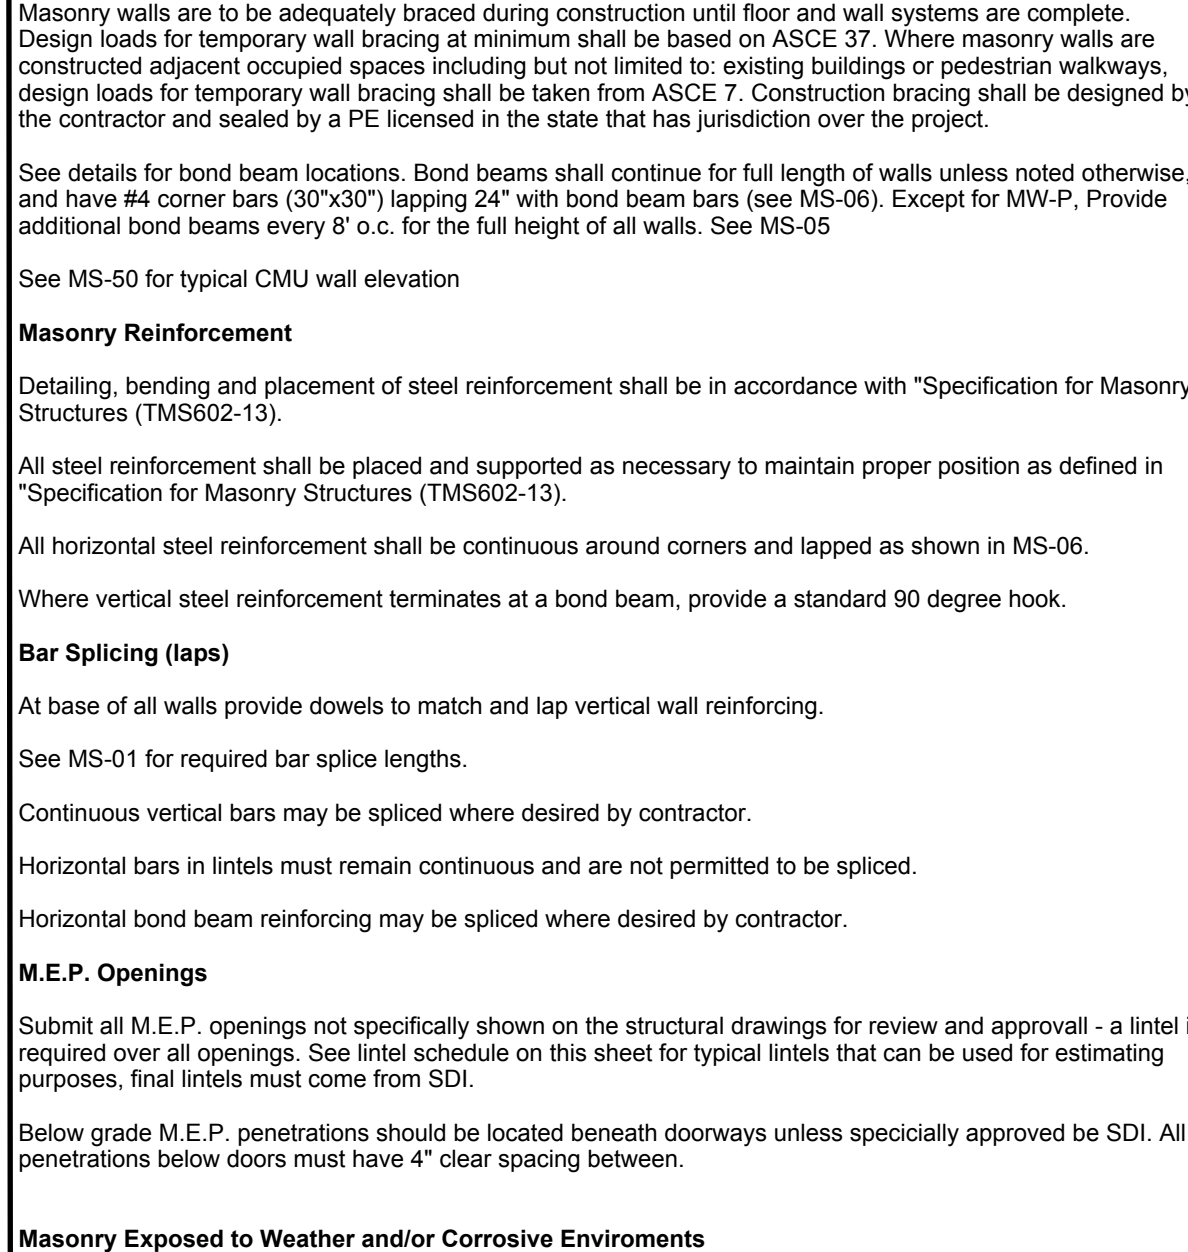 Masonry walls are to be adequately braced during construction until floor and wall systems are complete.
Design loads for temporary wall bracing at minimum shall be based on ASCE 37. Where masonry walls are
constructed adjacent occupied spaces including but not limited to: existing buildings or pedestrian walkways,
design loads for temporary wall bracing shall be taken from ASCE 7. Construction bracing shall be designed by
the contractor and sealed by a PE licensed in the state that has jurisdiction over the project.
See details for bond beam locations. Bond beams shall continue for full length of walls unless noted otherwise,
and have #4 corner bars (30"x30") lapping 24" with bond beam bars (see MS-06). Except for MW-P, Provide
additional bond beams every 8' o.c. for the full height of all walls. See MS-05
See MS-50 for typical CMU wall elevation
Masonry Reinforcement
Detailing, bending and placement of steel reinforcement shall be in accordance with "Specification for Masonry
Structures (TMS602-13).
All steel reinforcement shall be placed and supported as necessary to maintain proper position as defined in
"Specification for Masonry Structures (TMS602-13).
All horizontal steel reinforcement shall be continuous around corners and lapped as shown in MS-06.
Where vertical steel reinforcement terminates at a bond beam, provide a standard 90 degree hook.
Bar Splicing (laps)
At base of all walls provide dowels to match and lap vertical wall reinforcing.
See MS-01 for required bar splice lengths.
Continuous vertical bars may be spliced where desired by contractor.
Horizontal bars in lintels must remain continuous and are not permitted to be spliced.
Horizontal bond beam reinforcing may be spliced where desired by contractor.
M.E.P. Openings
Submit all M.E.P. openings not specifically shown on the structural drawings for review and approvall - a lintel
required over all openings. See lintel schedule on this sheet for typical lintels that can be used for estimating
purposes, final lintels must come from SDI.
Below grade M.E.P. penetrations should be located beneath doorways unless specicially approved be SDI. All
penetrations below doors must have 4" clear spacing between.
Masonry Exposed to Weather and/or Corrosive Enviroments